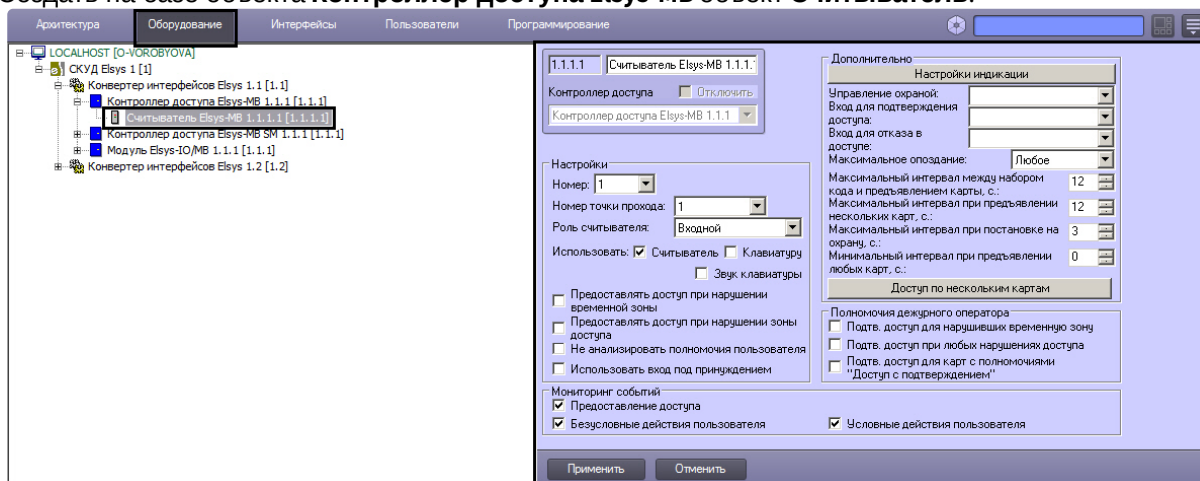 Создать на базе объекта Контроллер доступа Elsys-MB объект Считыватель.
Архитектура Оборудование Интерфейсы Пользователи Программирование
LOCALHOST [O-VOROBYOVA]
СКУД Elsys 1 [1]
Конвертер интерфейсов Elsys 1.1 [1.1]
Контроллер доступа Elsys-MB 1.1.1 [1.1.1]
Считыватель Elsys-MB 1.1.1.1 [1.1.1.1]
Контроллер доступа Elsys-MB SM 1.1.1 [1.1.1]
Модуль Elsys-IO/MB 1.1.1 [1.1.1]
Конвертер интерфейсов Elsys 1.2 [1.2]
1.1.1.1 Считыватель Elsys-MB 1.1.1.
Контроллер доступа Отключить
Контроллер доступа Elsys-MB 1.1.1
Настройки
Номер: 1
Номер точки прохода: 1
Роль считывателя: Входной
Использовать: Считыватель Клавиатуру
Звук клавиатуры
Предоставлять доступ при нарушении
временной зоны
Предоставлять доступ при нарушении зоны
доступа
Не анализировать полномочия пользователя
Использовать вход под принуждением
Дополнительно
Настройки индикации
Управление охраной:
Вход для подтверждения
доступа:
Вход для отказа в
доступе:
Максимальное опоздание: Любое
Максимальный интервал между набором
кода и предъявлением карты, с.: 12
Максимальный интервал при предъявлении
нескольких карт, с.: 12
Максимальный интервал при постановке на
охрану, с.: 3
Минимальный интервал при предъявлении
любых карт, с.: 0
Доступ по нескольким картам
Полномочия дежурного оператора
Подтв. доступ для нарушивших временную зону
Подтв. доступ при любых нарушениях доступа
Подтв. доступ для карт с полномочиями
"Доступ с подтверждением"
Мониторинг событий
Предоставление доступа
Безусловные действия пользователя Условные действия пользователя
Применить Отменить